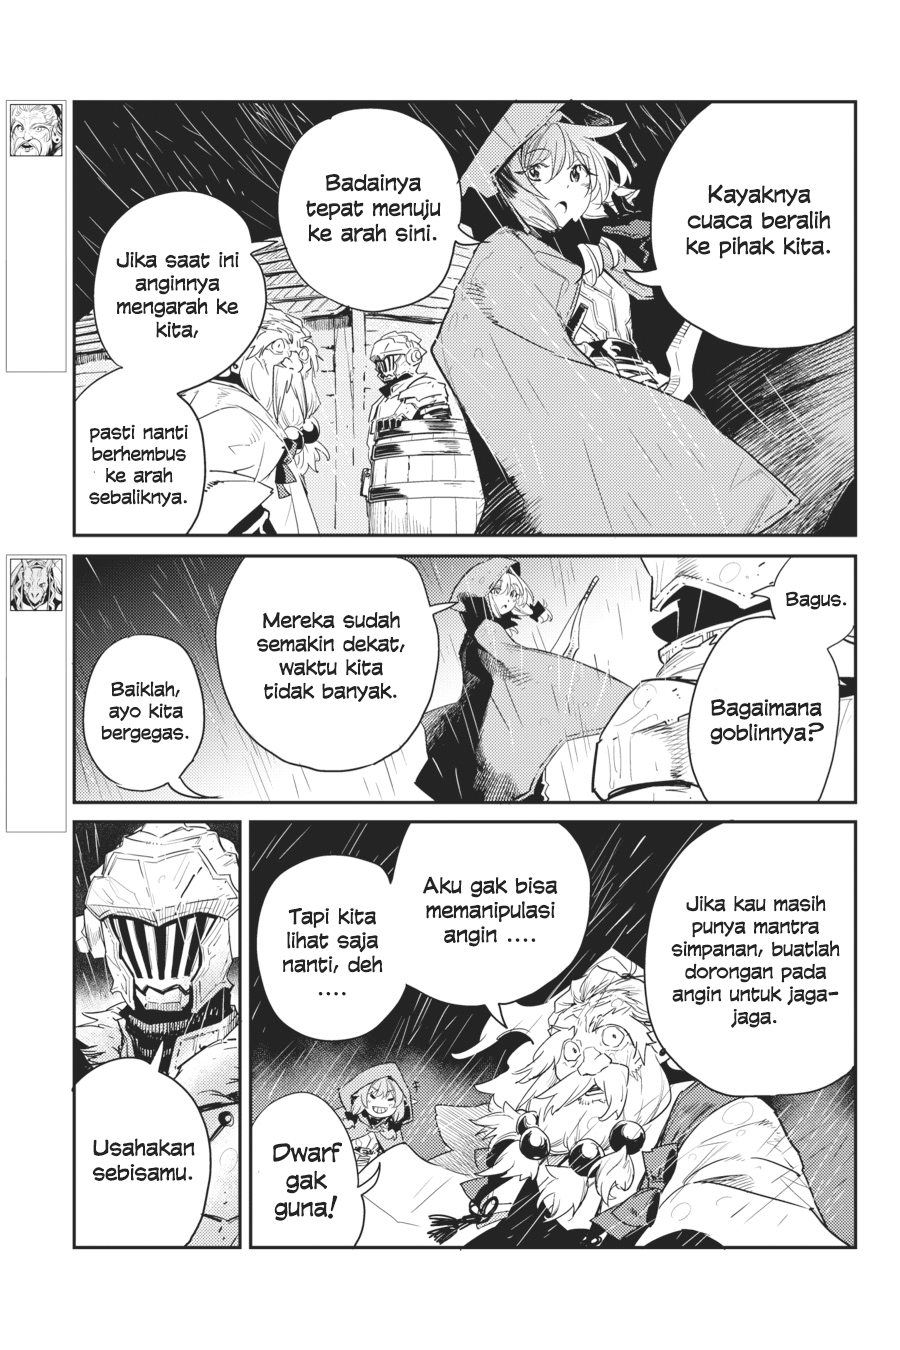 Kayaknya
cuaca beralih
ke pihak kita.
Badainya
tepat menuju
ke arah sini.
Jika saat ini
anginnya
mengarah ke
kita,
pasti nanti
berhembus
ke arah
sebaliknya.
Bagus.
Bagaimana
goblinnya?
Mereka sudah
semakin dekat,
waktu kita
tidak banyak.
Baiklah,
ayo kita
bergegas.
Jika kau masih
punya mantra
simpanan, buatlah
dorongan pada
angin untuk jaga-
jaga.
Aku gak bisa
memanipulasi
angin ....
Tapi kita
lihat saja
nanti, deh
....
Dwarf
gak
guna!
Usahakan
sebisamu.